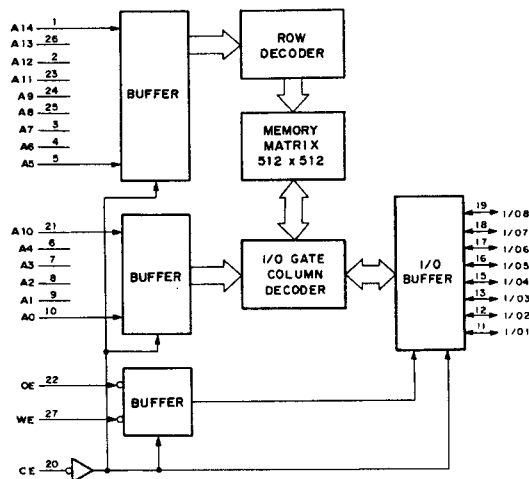 A14 1
A13 26
A12 2
A11 23
A9 24
A8 25
A7 3
A6 4
A5 5
BUFFER
ROW
DECODER
MEMORY
MATRIX
512 x 512
A10 21
A4 6
A3 7
A2 8
A1 9
A0 10
BUFFER
I/O GATE
COLUMN
DECODER
I/O
BUFFER
19 I/O8
18 I/O7
17 I/O6
16 I/O5
15 I/O4
13 I/O3
12 I/O2
11 I/O1
OE 22
WE 27
BUFFER
CE 20